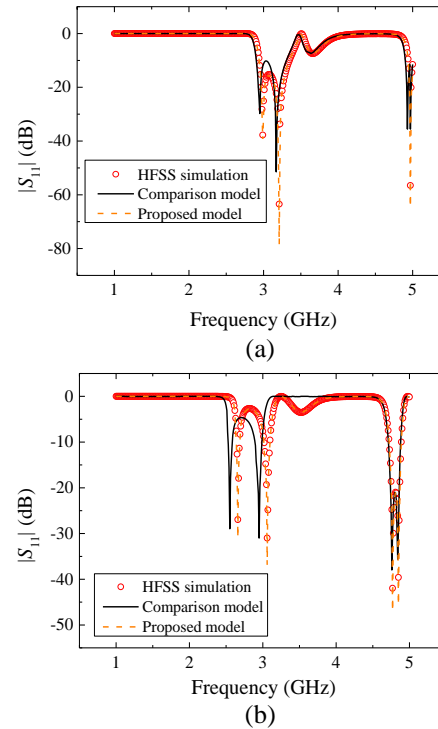 0
-20
-40
-60
-80
|S11| (dB)
HFSS simulation
Comparison model
Proposed model
1 2 3 4 5
Frequency (GHz)
(a)
0
-10
-20
-30
-40
-50
|S11| (dB)
HFSS simulation
Comparison model
Proposed model
1 2 3 4 5
Frequency (GHz)
(b)